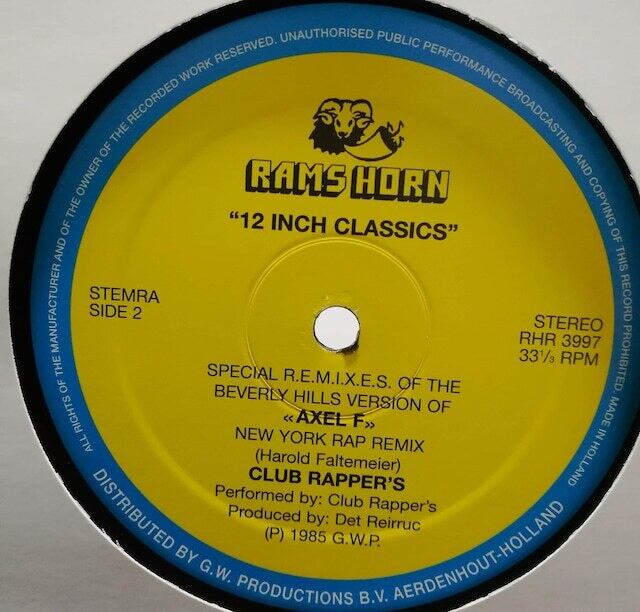 ALL RIGHTS OF THE MANUFACTURER AND OF THE OWNER OF THE RECORDED WORK RESERVED. UNAUTHORISED PUBLIC PERFORMANCE BROADCASTING AND COPYING OF THIS RECORD PROHIBITED. MADE IN HOLLAND
RAMS HORN
"12 INCH CLASSICS"
STEMRA
SIDE 2
STEREO
RHR 3997
33 1/3 RPM
SPECIAL R.E.M.I.X.E.S. OF THE
BEVERLY HILLS VERSION OF
«AXEL F»
NEW YORK RAP REMIX
(Harold Faltemeier)
CLUB RAPPER'S
Performed by: Club Rapper's
Produced by: Det Reirruc
(P) 1985 G.W.P.
DISTRIBUTED BY G.W. PRODUCTIONS B.V. AERDENHOUT-HOLLAND